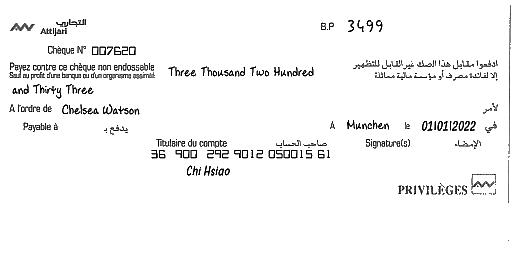 التجاري
Attijari
B.P 3499
Chèque N° 007620
Payez contre ce chèque non endossable
Sauf au profit d'une banque ou d'un organisme assimilé
Three Thousand Two Hundred
ادفعوا مقابل هذا الصك غير القابل للتظهير
إلا لفائدة مصرف أو مؤسسة مالية مماثلة
and Thirty Three
A l'ordre de Chelsea Watson لأمر
Payable à يدفع بـ
A Munchen le 01/01/2022 في
Titulaire du compte صاحب الحساب Signature(s) الإمضاء
36 900 292 9012 050015 61
Chi Hsiao
PRIVILÈGES